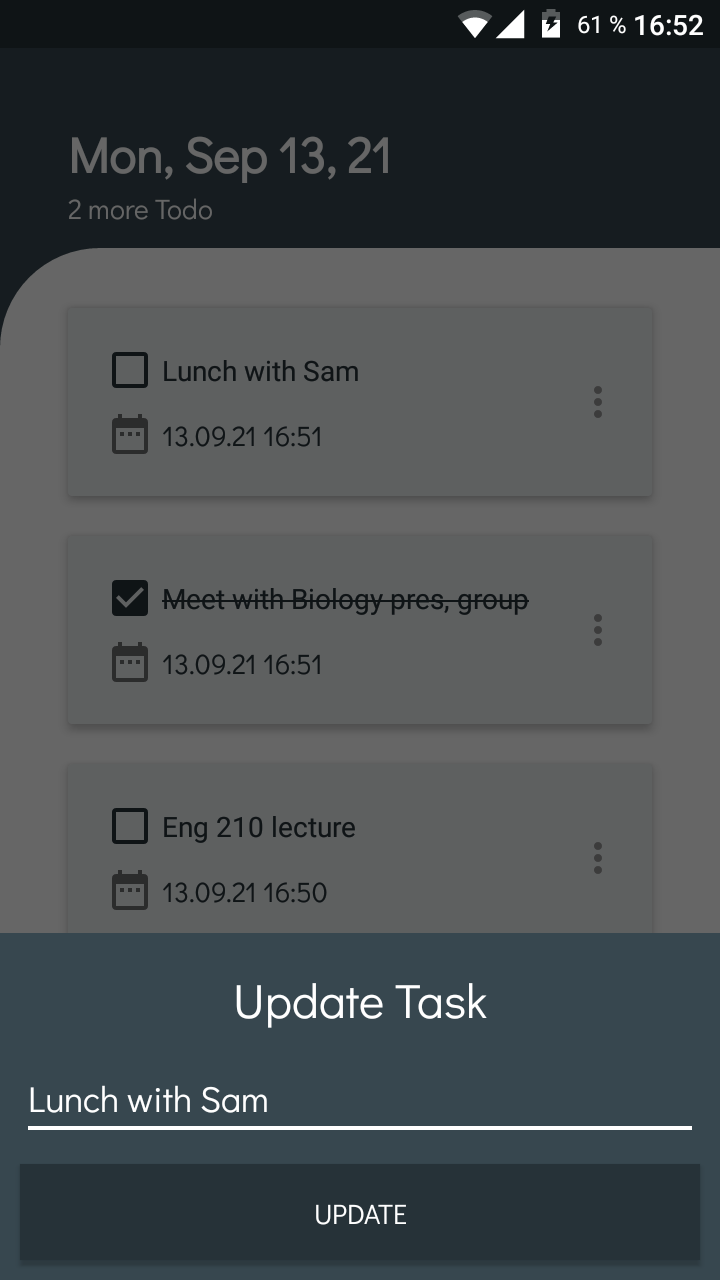 61 % 16:52
Mon, Sep 13, 21
2 more Todo
Lunch with Sam
13.09.21 16:51
Meet with Biology pres, group
13.09.21 16:51
Eng 210 lecture
13.09.21 16:50
Update Task
Lunch with Sam
UPDATE